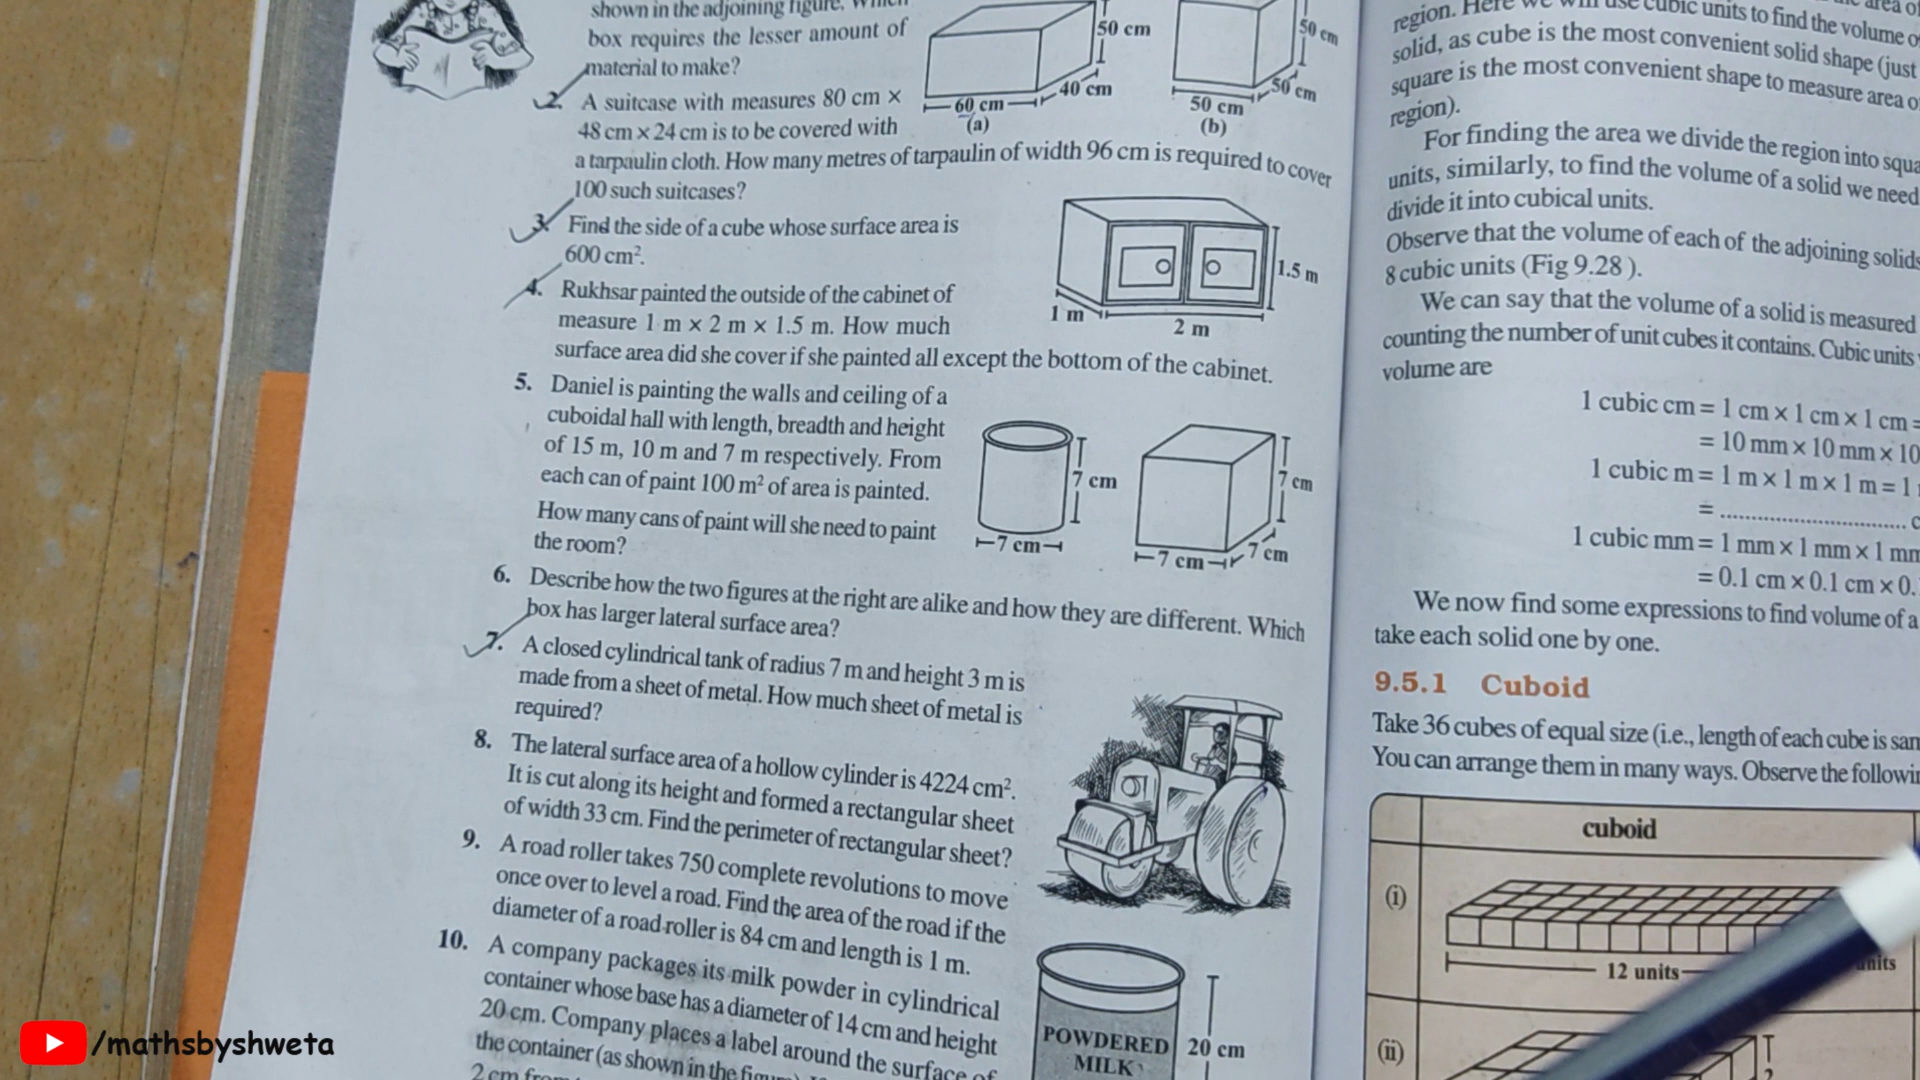 shown in the adjoining figure. Which
box requires the lesser amount of
material to make?
2. A suitcase with measures 80 cm ×
48 cm × 24 cm is to be covered with
a tarpaulin cloth. How many metres of tarpaulin of width 96 cm is required to cover
100 such suitcases?
50 cm
40 cm
60 cm
(a)
50 cm
50 cm
50 cm
(b)
3. Find the side of a cube whose surface area is
600 cm².
4. Rukhsar painted the outside of the cabinet of
measure 1 m × 2 m × 1.5 m. How much
surface area did she cover if she painted all except the bottom of the cabinet.
1.5 m
1 m
2 m
5. Daniel is painting the walls and ceiling of a
cuboidal hall with length, breadth and height
of 15 m, 10 m and 7 m respectively. From
each can of paint 100 m² of area is painted.
How many cans of paint will she need to paint
the room?
7 cm
7 cm
7 cm
7 cm
7 cm
6. Describe how the two figures at the right are alike and how they are different. Which
box has larger lateral surface area?
7. A closed cylindrical tank of radius 7 m and height 3 m is
made from a sheet of metal. How much sheet of metal is
required?
8. The lateral surface area of a hollow cylinder is 4224 cm².
It is cut along its height and formed a rectangular sheet
of width 33 cm. Find the perimeter of rectangular sheet?
9. A road roller takes 750 complete revolutions to move
once over to level a road. Find the area of the road if the
diameter of a road roller is 84 cm and length is 1 m.
10. A company packages its milk powder in cylindrical
container whose base has a diameter of 14 cm and height
20 cm. Company places a label around the surface of
the container (as shown in the
2 cm
POWDERED
MILK
20 cm
region. Here we will use cubic units to find the volume
solid, as cube is the most convenient solid shape (just
square is the most convenient shape to measure area
region).
For finding the area we divide the region into
units, similarly, to find the volume of a solid we need
divide it into cubical units.
Observe that the volume of each of the adjoining solids
8 cubic units (Fig 9.28 ).
We can say that the volume of a solid is measured
counting the number of unit cubes it contains. Cubic units
volume are
1 cubic cm = 1 cm × 1 cm × 1 cm =
= 10 mm × 10 mm × 10
1 cubic m = 1 m × 1 m × 1 m = 1
= ..............................
1 cubic mm = 1 mm × 1 mm × 1 mm
= 0.1 cm × 0.1 cm × 0.
We now find some expressions to find volume of a
take each solid one by one.
9.5.1 Cuboid
Take 36 cubes of equal size (i.e., length of each cube is
You can arrange them in many ways. Observe the
cuboid
(i)
12 units
(ii)
/mathsbyshweta